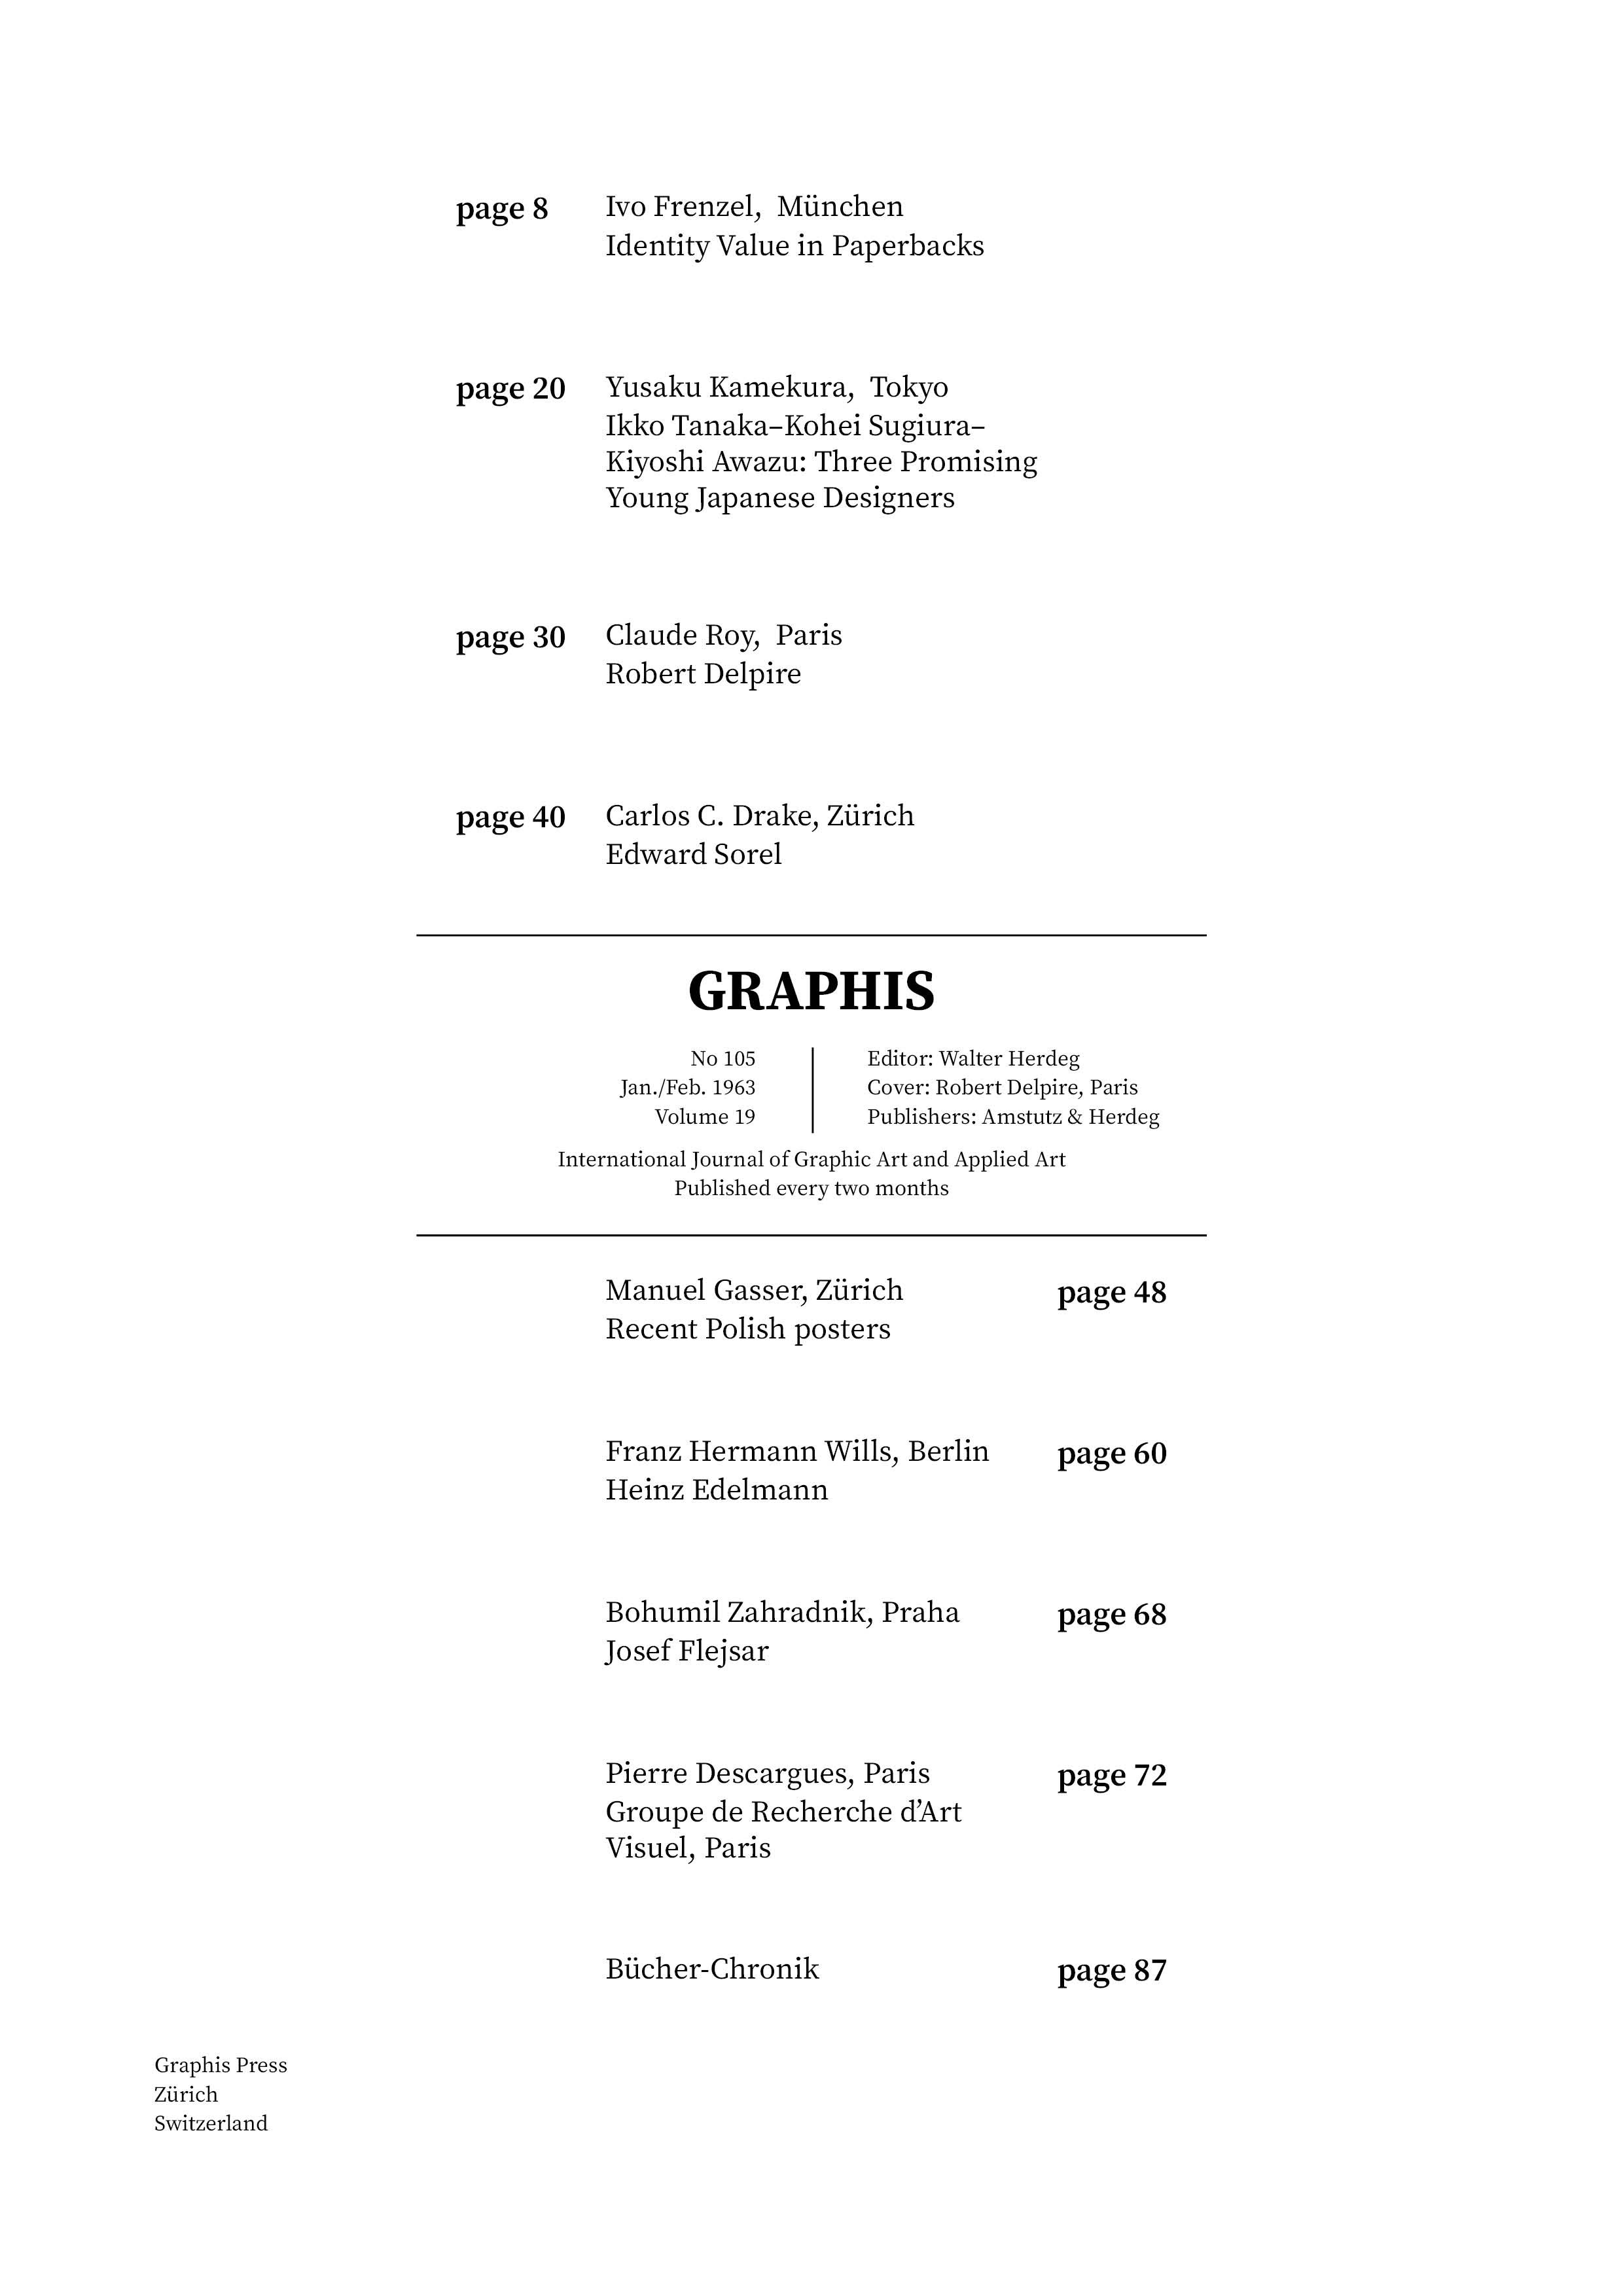 page 8 Ivo Frenzel, München
Identity Value in Paperbacks
page 20 Yusaku Kamekura, Tokyo
Ikko Tanaka–Kohei Sugiura–
Kiyoshi Awazu: Three Promising
Young Japanese Designers
page 30 Claude Roy, Paris
Robert Delpire
page 40 Carlos C. Drake, Zürich
Edward Sorel
GRAPHIS
No 105
Jan./Feb. 1963
Volume 19
Editor: Walter Herdeg
Cover: Robert Delpire, Paris
Publishers: Amstutz & Herdeg
International Journal of Graphic Art and Applied Art
Published every two months
Manuel Gasser, Zürich page 48
Recent Polish posters
Franz Hermann Wills, Berlin page 60
Heinz Edelmann
Bohumil Zahradnik, Praha page 68
Josef Flejsar
Pierre Descargues, Paris page 72
Groupe de Recherche d’Art
Visuel, Paris
Bücher-Chronik page 87
Graphis Press
Zürich
Switzerland